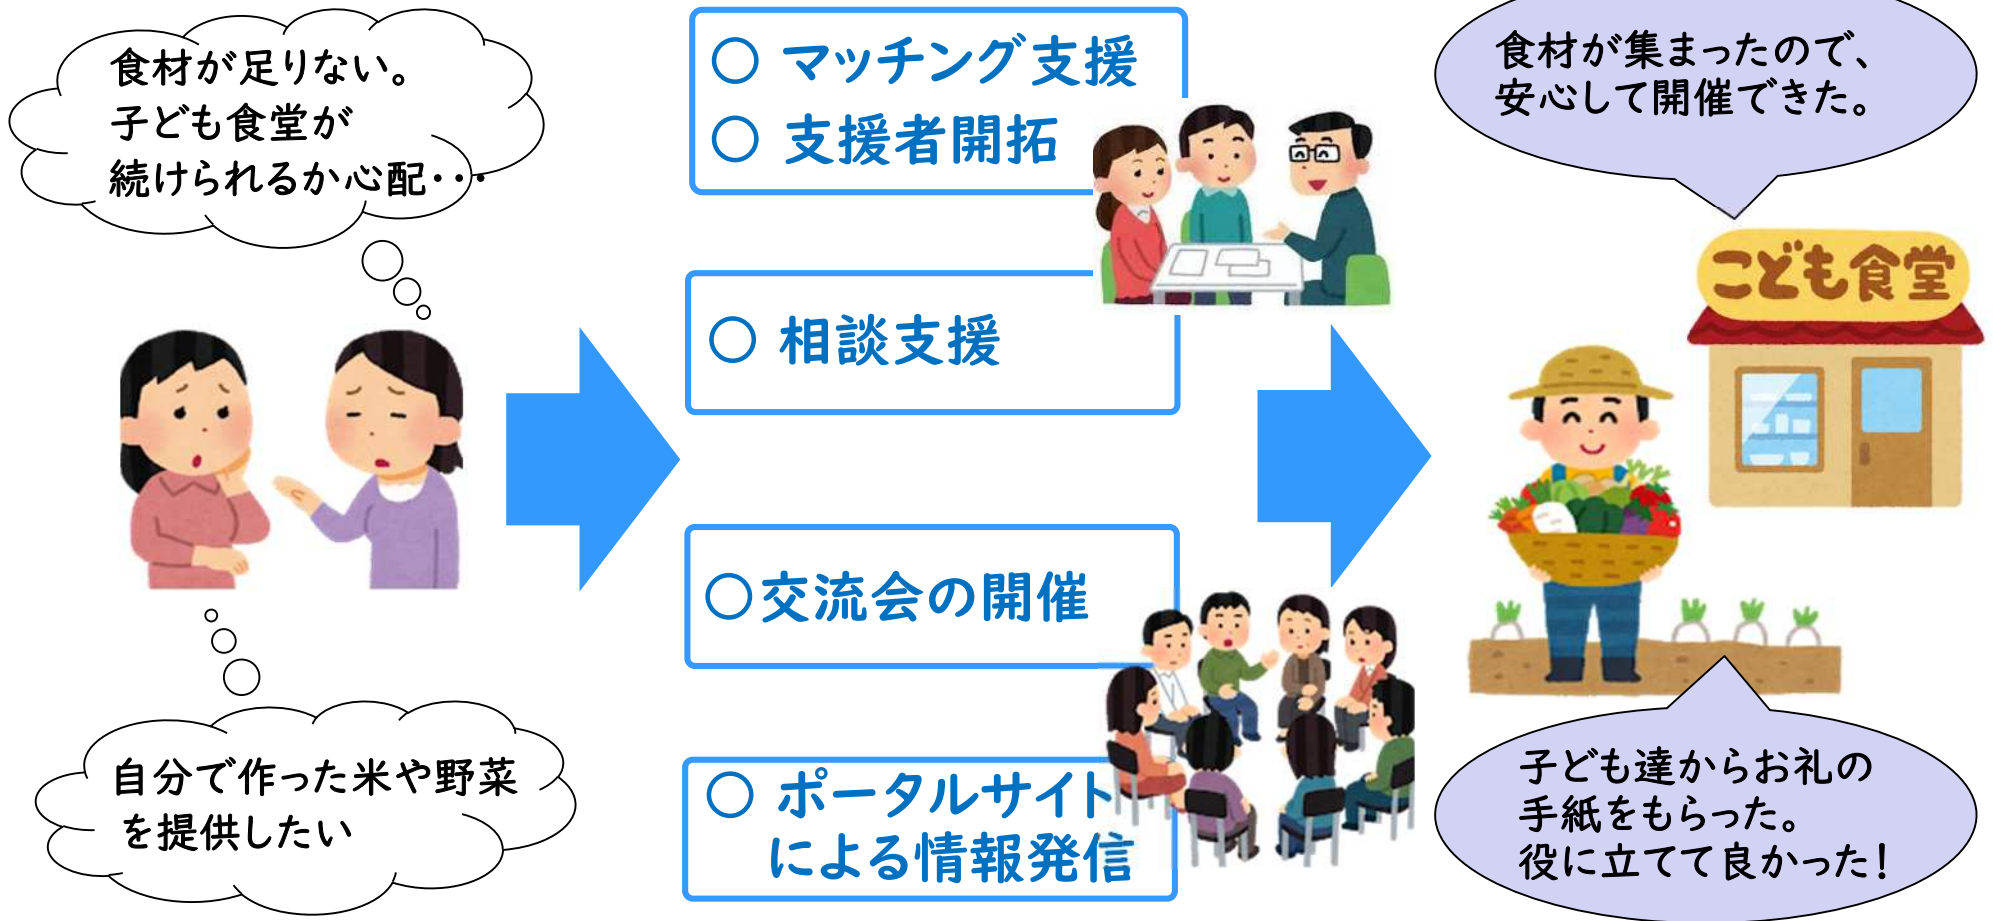 食材が足りない。
子ども食堂が
続けられるか心配･･･
自分で作った米や野菜
を提供したい
○ マッチング支援
○ 支援者開拓
○ 相談支援
○交流会の開催
○ ポータルサイト
による情報発信
食材が集まったので、
安心して開催できた。
こども食堂
子ども達からお礼の
手紙をもらった。
役に立てて良かった！